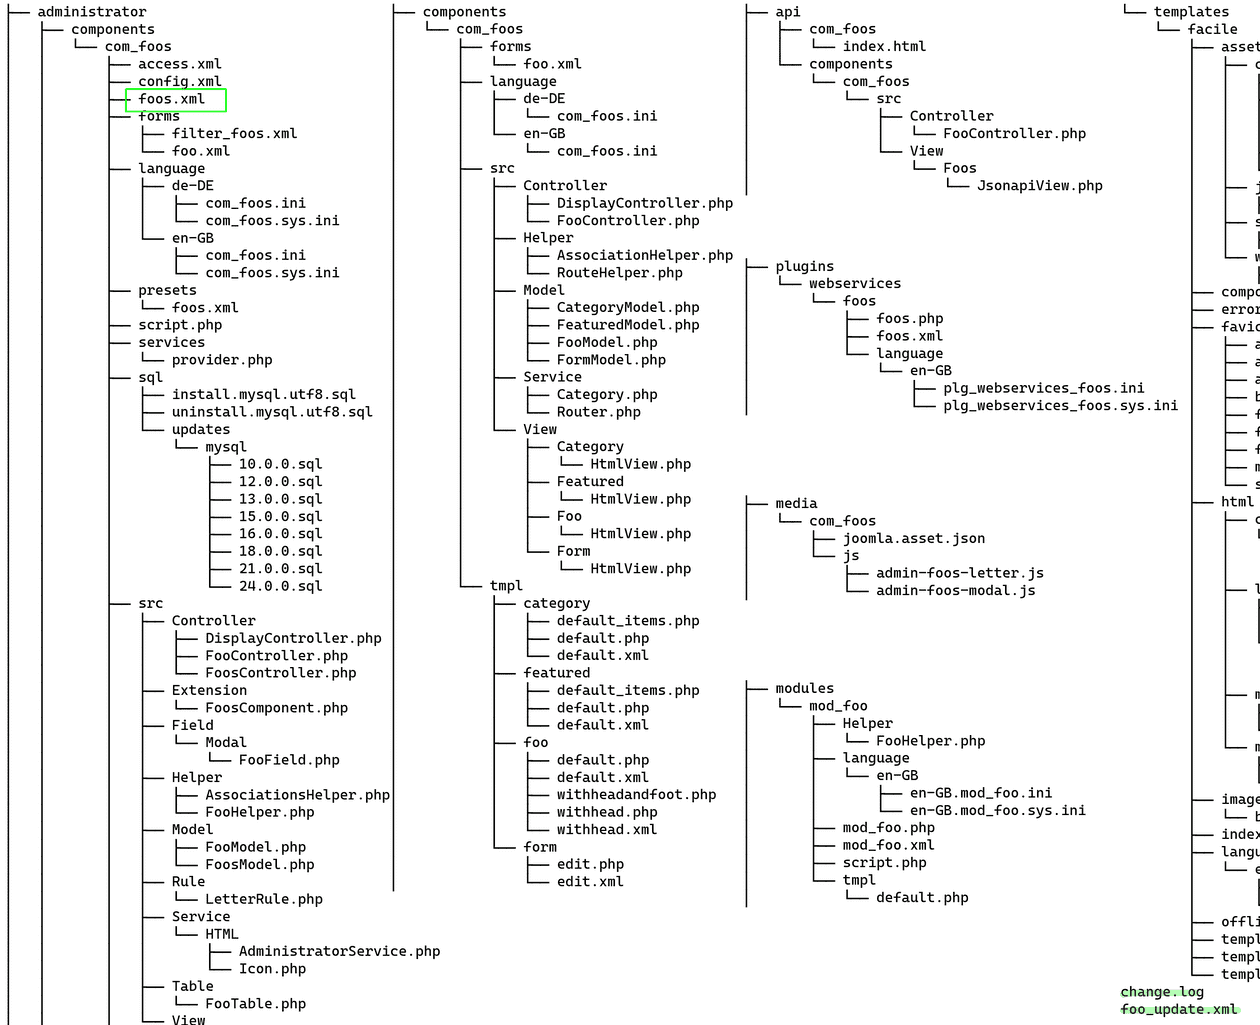 administrator
components
com_foos
access.xml
config.xml
foos.xml
forms
filter_foos.xml
foo.xml
language
de-DE
com_foos.ini
com_foos.sys.ini
en-GB
com_foos.ini
com_foos.sys.ini
presets
foos.xml
script.php
services
provider.php
sql
install.mysql.utf8.sql
uninstall.mysql.utf8.sql
updates
mysql
10.0.0.sql
12.0.0.sql
13.0.0.sql
15.0.0.sql
16.0.0.sql
18.0.0.sql
21.0.0.sql
24.0.0.sql
src
Controller
DisplayController.php
FooController.php
FoosController.php
Extension
FoosComponent.php
Field
Modal
FooField.php
Helper
AssociationsHelper.php
FooHelper.php
Model
FooModel.php
FoosModel.php
Rule
LetterRule.php
Service
HTML
AdministratorService.php
Icon.php
Table
FooTable.php
View
components
com_foos
forms
foo.xml
language
de-DE
com_foos.ini
en-GB
com_foos.ini
src
Controller
DisplayController.php
FooController.php
Helper
AssociationHelper.php
RouteHelper.php
Model
CategoryModel.php
FeaturedModel.php
FooModel.php
FormModel.php
Service
Category.php
Router.php
View
Category
HtmlView.php
Featured
HtmlView.php
Foo
HtmlView.php
Form
HtmlView.php
tmpl
category
default_items.php
default.php
default.xml
featured
default_items.php
default.php
default.xml
foo
default.php
default.xml
withheadandfoot.php
withhead.php
withhead.xml
form
edit.php
edit.xml
api
com_foos
index.html
components
com_foos
src
Controller
FooController.php
View
Foos
JsonapiView.php
plugins
webservices
foos
foos.php
foos.xml
language
en-GB
plg_webservices_foos.ini
plg_webservices_foos.sys.ini
media
com_foos
joomla.asset.json
js
admin-foos-letter.js
admin-foos-modal.js
modules
mod_foo
Helper
FooHelper.php
language
en-GB
en-GB.mod_foo.ini
en-GB.mod_foo.sys.ini
mod_foo.php
mod_foo.xml
script.php
tmpl
default.php
templates
facile
asset
compo
error
favic
html
image
index
langu
offli
templ
templ
templ
change.log
foo_update.xml